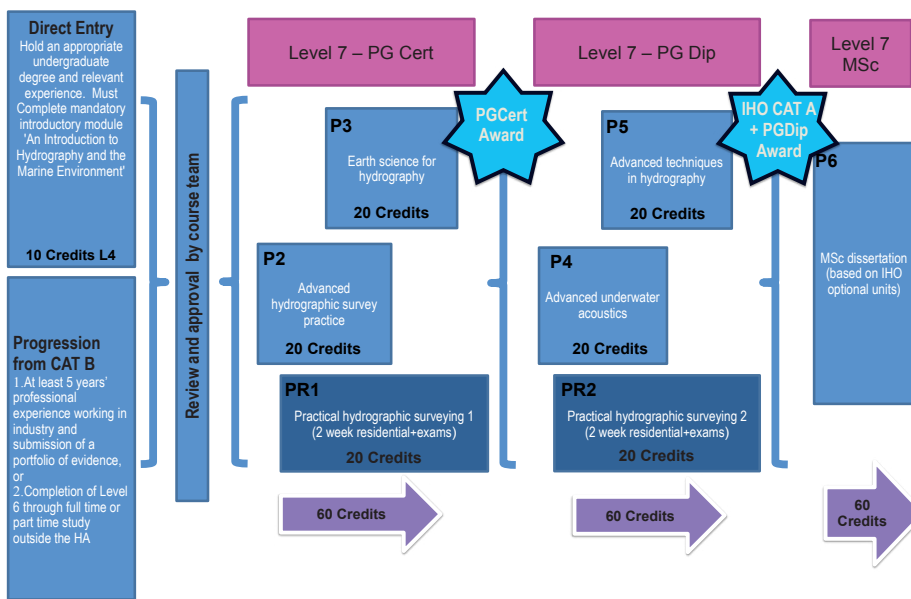 Direct Entry
Hold an appropriate
undergraduate
degree and relevant
experience.  Must
Complete mandatory
introductory module
'An Introduction to
Hydrography and the
Marine Environment'
10 Credits L4
Progression
from CAT B
1.At least 5 years'
professional
experience working in
industry and
submission of a
portfolio of evidence,
or
2.Completion of Level
6 through full time or
part time study
outside the HA
Review and approval  by course team
Level 7 – PG Cert
PGCert
Award
P3
Earth science for
hydrography
20 Credits
P2
Advanced
hydrographic survey
practice
20 Credits
PR1
Practical hydrographic surveying 1
(2 week residential+exams)
20 Credits
60 Credits
Level 7 – PG Dip
IHO CAT A
+ PGDip
Award
P5
Advanced techniques
in hydrography
20 Credits
P4
Advanced underwater
acoustics
20 Credits
PR2
Practical hydrographic surveying 2
(2 week residential+exams)
20 Credits
60 Credits
Level 7
MSc
P6
MSc dissertation
(based on IHO
optional units)
60
Credits